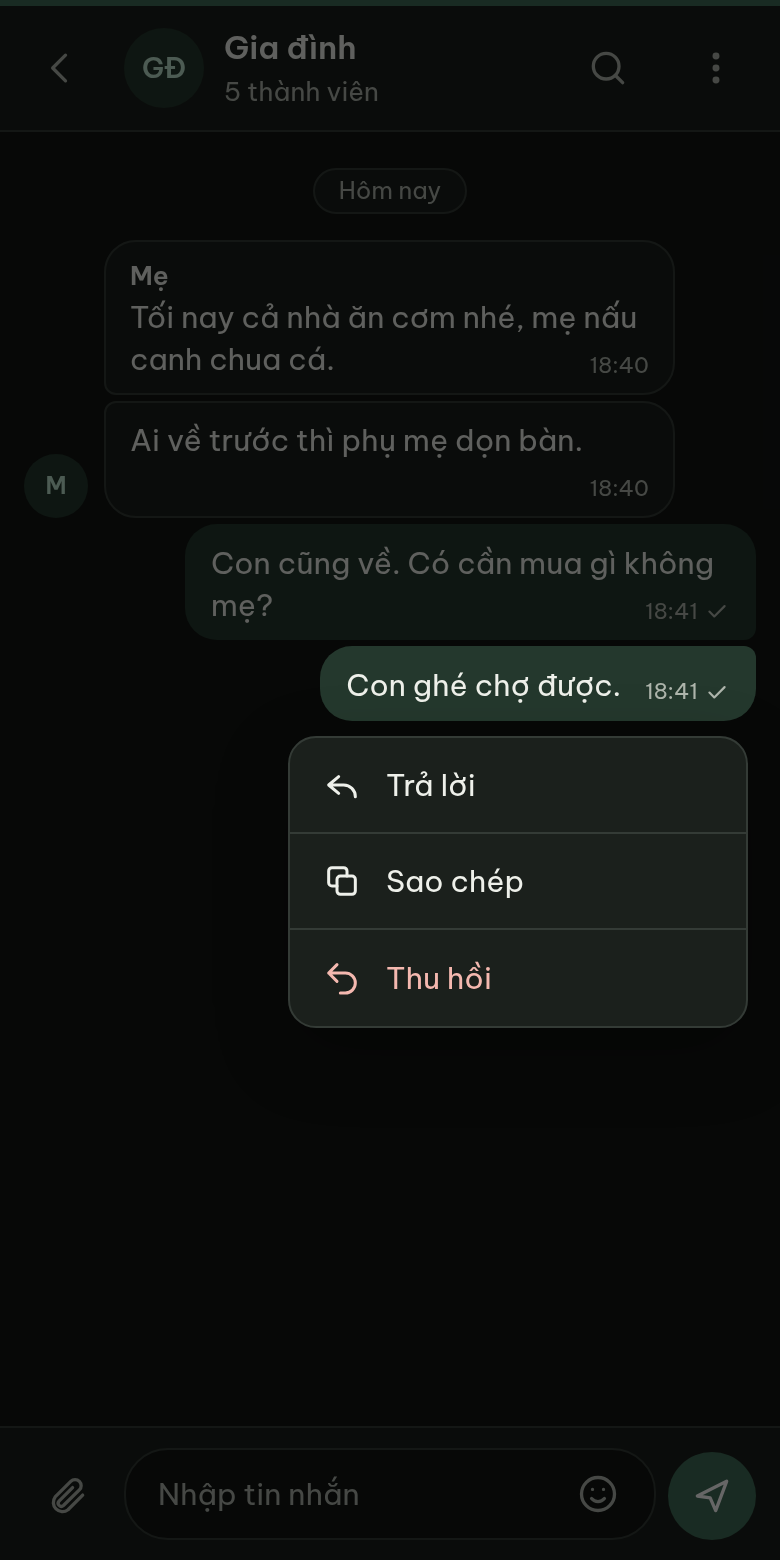 GĐ
Gia đình
5 thành viên
Hôm nay
Mẹ
Tối nay cả nhà ăn cơm nhé, mẹ nấu
canh chua cá.
18:40
Ai về trước thì phụ mẹ dọn bàn.
18:40
M
Con cũng về. Có cần mua gì không
mẹ?
18:41
Con ghé chợ được.
18:41
Trả lời
Sao chép
Thu hồi
Nhập tin nhắn